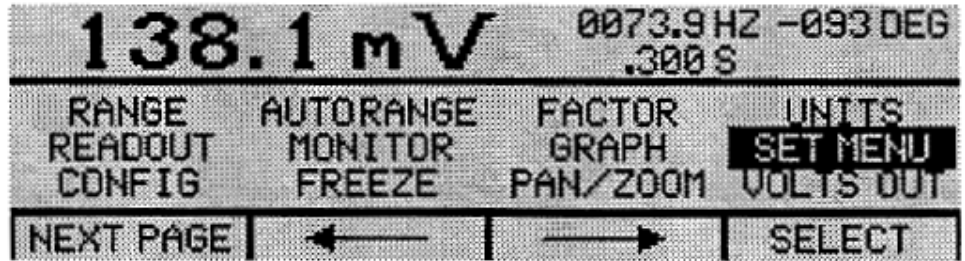 138.1 mV
0073.9 HZ -093 DEG
.300 S
RANGE AUTORANGE FACTOR UNITS
READOUT MONITOR GRAPH SET MENU
CONFIG FREEZE PAN/ZOOM VOLTS OUT
NEXT PAGE ← → SELECT